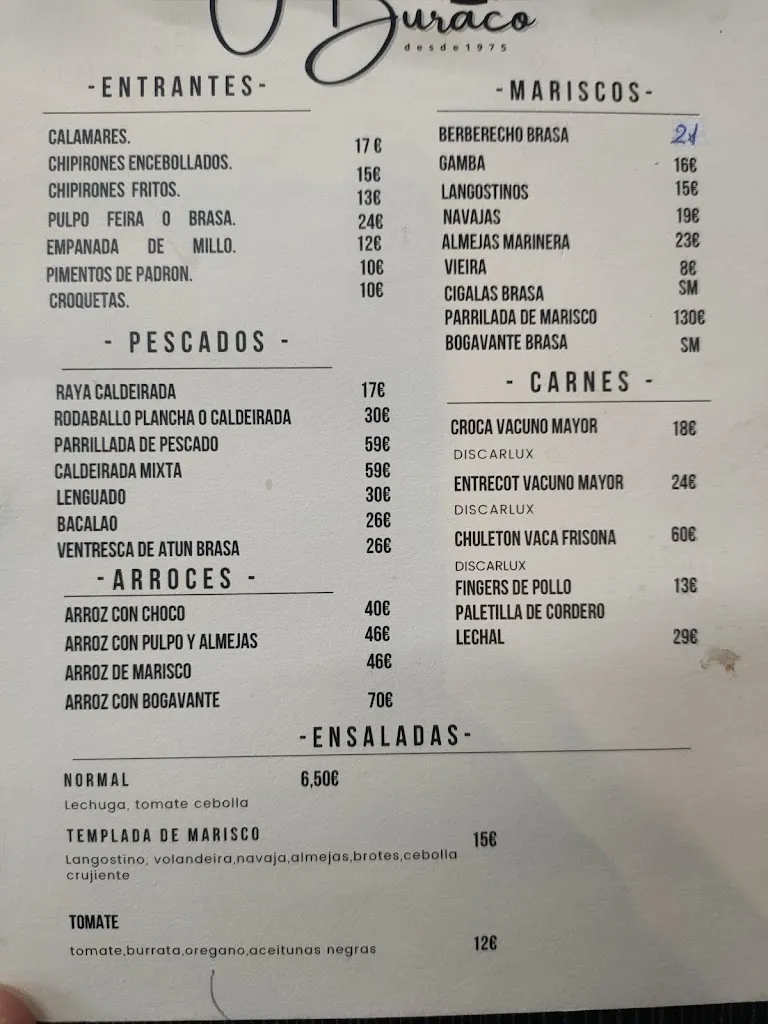 O Buraco
desde1975
-ENTRANTES-
CALAMARES. 17€
CHIPIRONES ENCEBOLLADOS. 15€
CHIPIRONES FRITOS. 13€
PULPO FEIRA O BRASA. 24€
EMPANADA DE MILLO. 12€
PIMENTOS DE PADRON. 10€
CROQUETAS. 10€
- PESCADOS -
RAYA CALDEIRADA 17€
RODABALLO PLANCHA O CALDEIRADA 30€
PARRILLADA DE PESCADO 59€
CALDEIRADA MIXTA 59€
LENGUADO 30€
BACALAO 26€
VENTRESCA DE ATUN BRASA 26€
-ARROCES -
ARROZ CON CHOCO 40€
ARROZ CON PULPO Y ALMEJAS 46€
ARROZ DE MARISCO 46€
ARROZ CON BOGAVANTE 70€
-MARISCOS-
BERBERECHO BRASA 21
GAMBA 16€
LANGOSTINOS 15€
NAVAJAS 19€
ALMEJAS MARINERA 23€
VIEIRA 8€
CIGALAS BRASA SM
PARRILADA DE MARISCO 130€
BOGAVANTE BRASA SM
- CARNES -
CROCA VACUNO MAYOR 18€
DISCARLUX
ENTRECOT VACUNO MAYOR 24€
DISCARLUX
CHULETON VACA FRISONA 60€
DISCARLUX
FINGERS DE POLLO 13€
PALETILLA DE CORDERO
LECHAL 29€
-ENSALADAS-
NORMAL 6,50€
Lechuga, tomate cebolla
TEMPLADA DE MARISCO 15€
Langostino, volandeira,navaja,almejas,brotes,cebolla
crujiente
TOMATE
tomate,burrata,oregano,aceitunas negras 12€